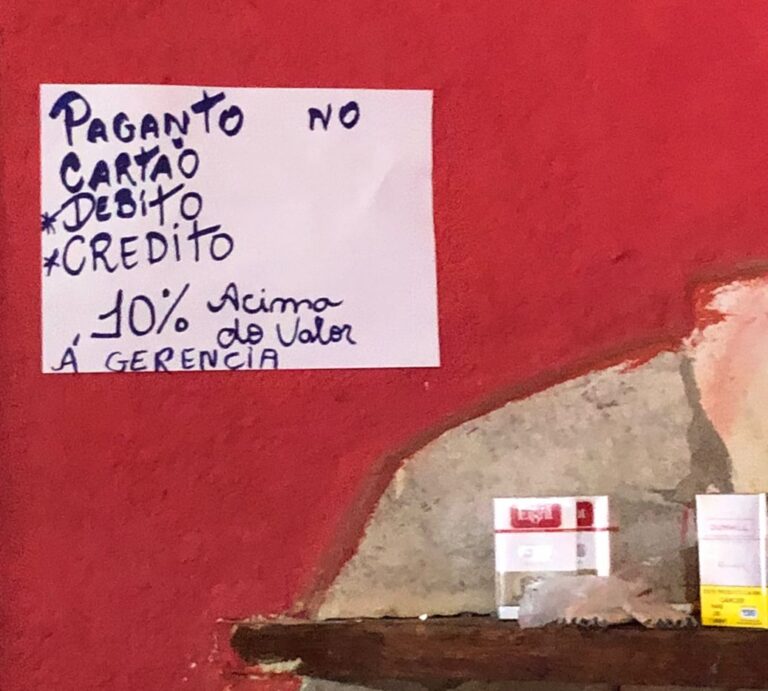 PAGANTO NO
CARTÃO
*DEBITO
*CREDITO
10% Acima
do Valor
Á GERENCIA